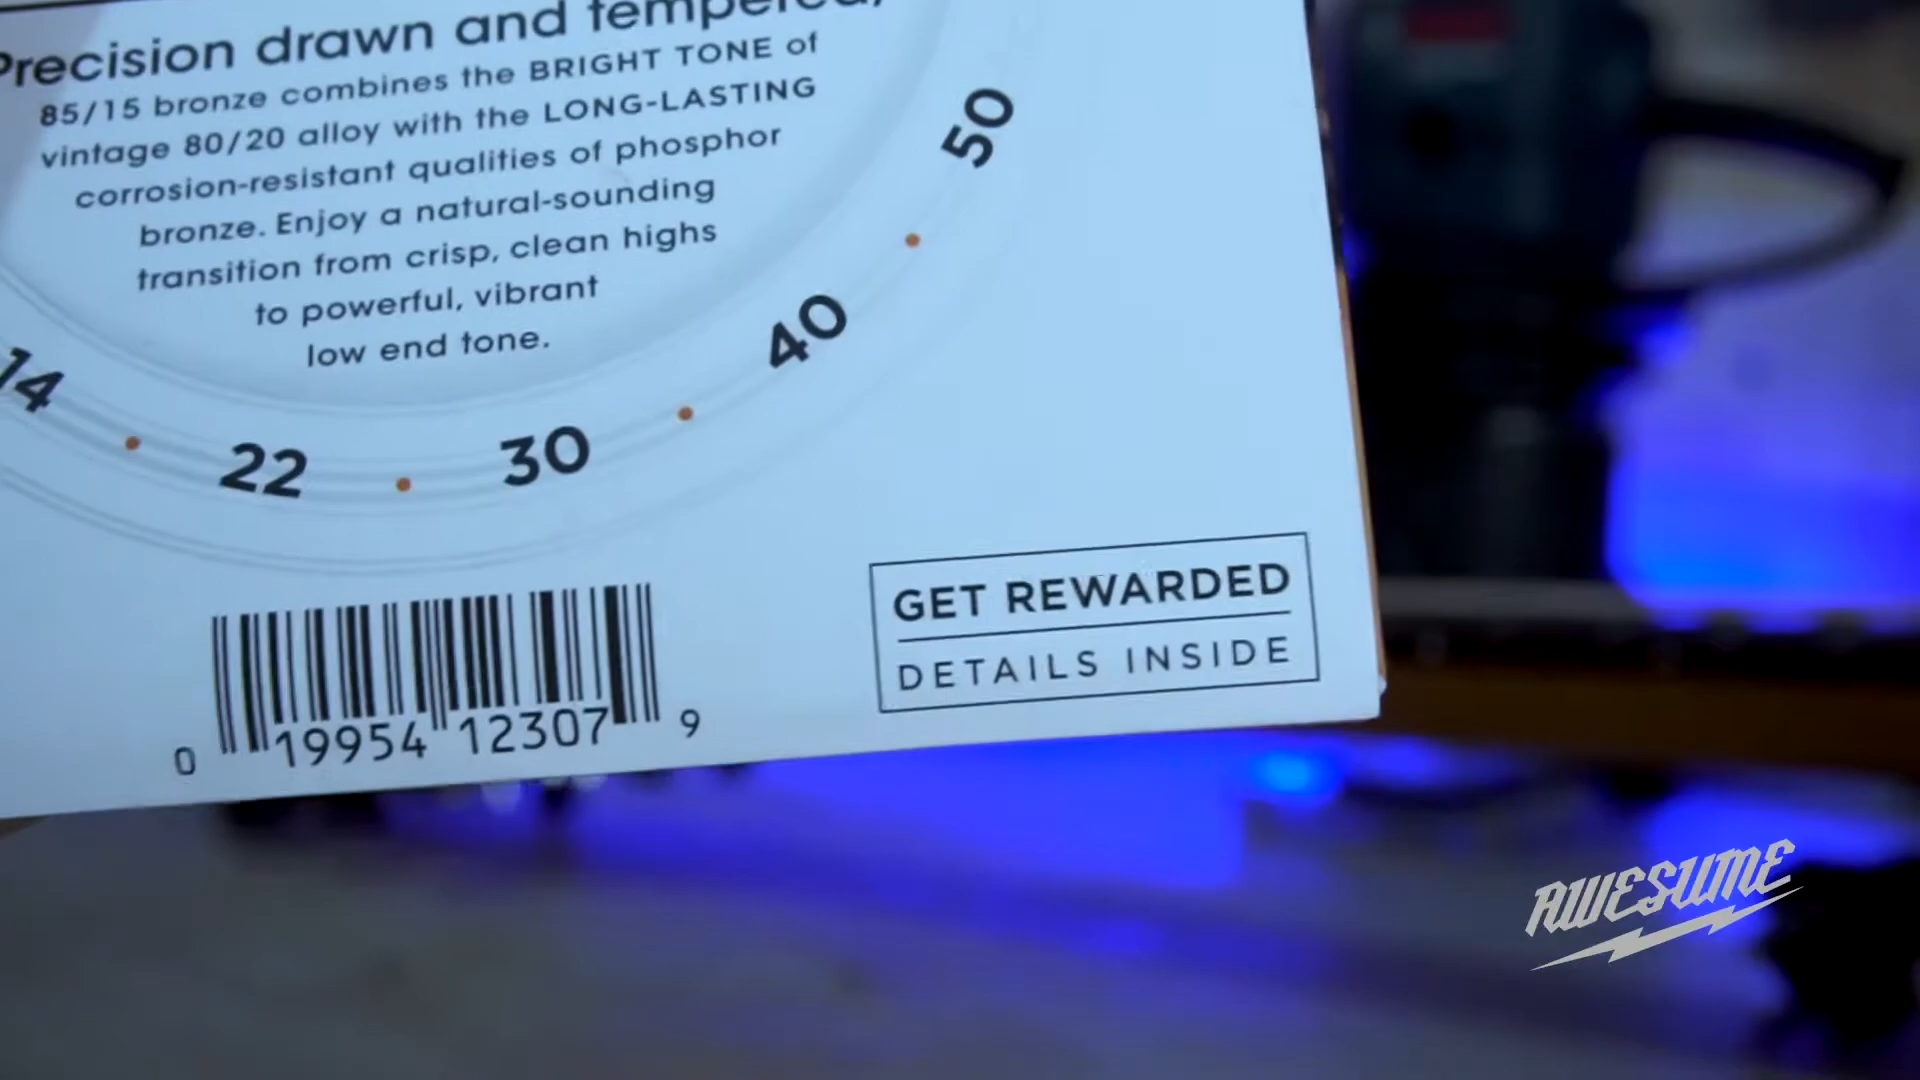 Precision drawn and tempered,
85/15 bronze combines the BRIGHT TONE of
vintage 80/20 alloy with the LONG-LASTING
corrosion-resistant qualities of phosphor
bronze. Enjoy a natural-sounding
transition from crisp, clean highs
to powerful, vibrant
low end tone.
14 • 22 • 30 • 40 • 50
GET REWARDED
DETAILS INSIDE
0 19954 12307 9
AWESUME